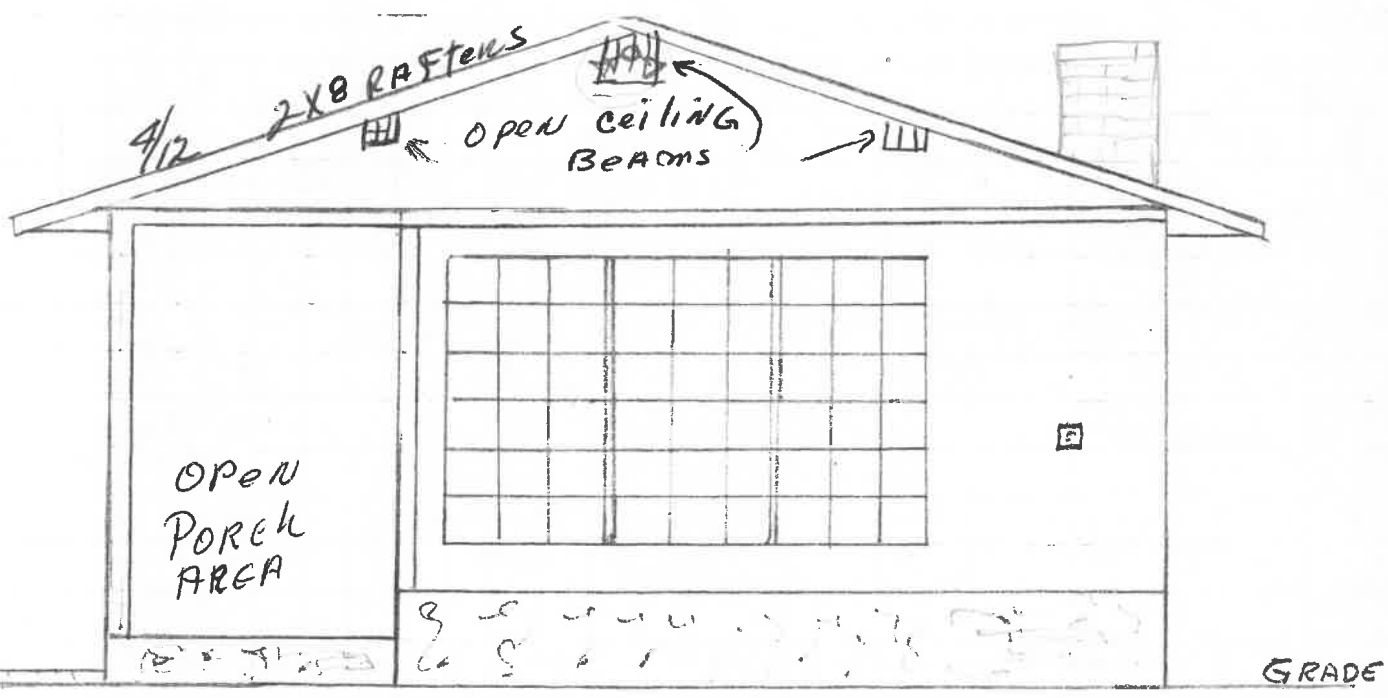 4/12 2X8 RAFTERS
OPEN CEILING
BEAMS
OPEN
PORCH
AREA
GRADE